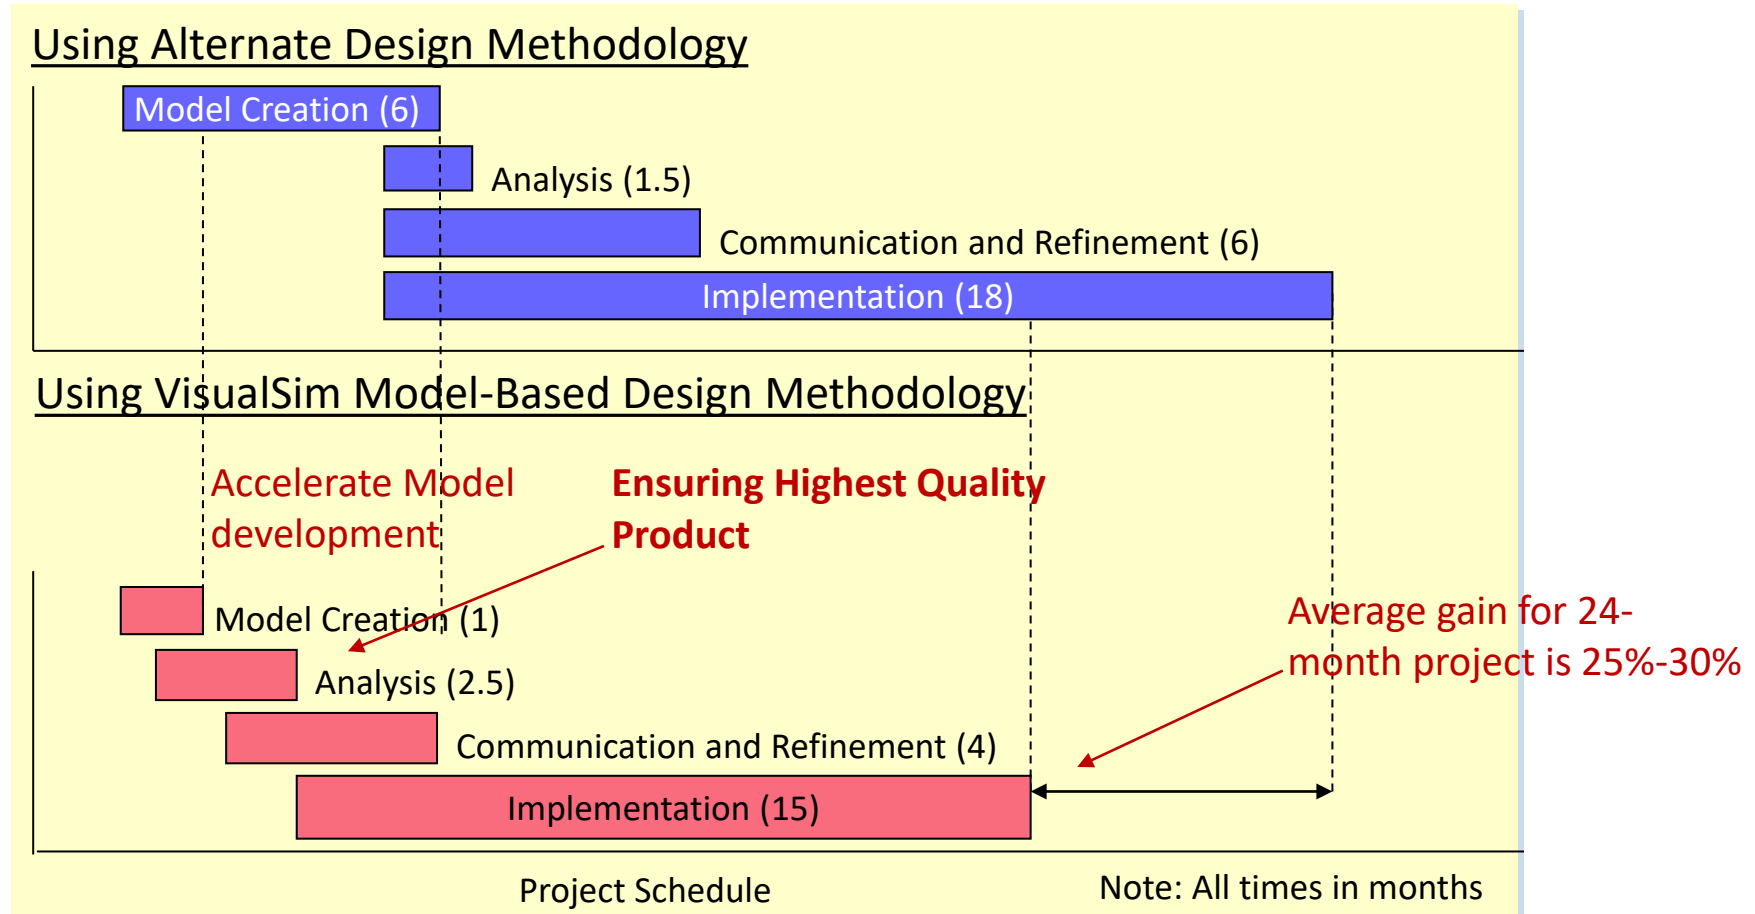 Using Alternate Design Methodology
Model Creation (6)
Analysis (1.5)
Communication and Refinement (6)
Implementation (18)
Using VisualSim Model-Based Design Methodology
Accelerate Model
development
Ensuring Highest Quality
Product
Model Creation (1)
Analysis (2.5)
Communication and Refinement (4)
Implementation (15)
Average gain for 24-
month project is 25%-30%
Project Schedule
Note: All times in months